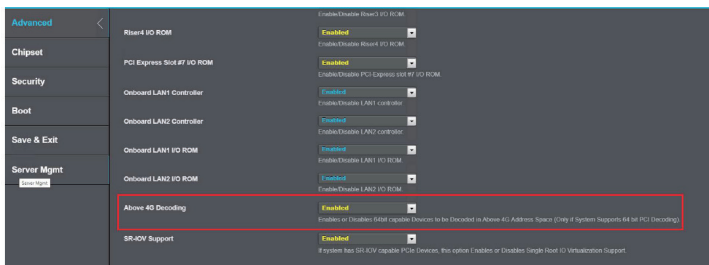 Enable/Disable Riser3 I/O ROM.
Advanced
Riser4 I/O ROM
Enabled
Enable/Disable Riser4 I/O ROM.
Chipset
PCI Express Slot #7 I/O ROM
Enabled
Enable/Disable PCI Express slot #7 I/O ROM.
Security
Onboard LAN1 Controller
Enabled
Enable/Disable LAN1 controller
Boot
Onboard LAN2 Controller
Enabled
Enable/Disable LAN2 controller.
Save & Exit
Onboard LAN1 I/O ROM
Enabled
Enable/Disable LAN1 I/O ROM.
Server Mgmt
Server Mgmt
Onboard LAN2 I/O ROM
Enabled
Enable/Disable LAN2 I/O ROM.
Above 4G Decoding
Enabled
Enables or Disables 64bit capable Devices to be Decoded in Above 4G Address Space (Only if System Supports 64 bit PCI Decoding).
SR-IOV Support
Enabled
If system has SR-IOV capable PCIe Devices, this option Enables or Disables Single Root IO Virtualization Support.